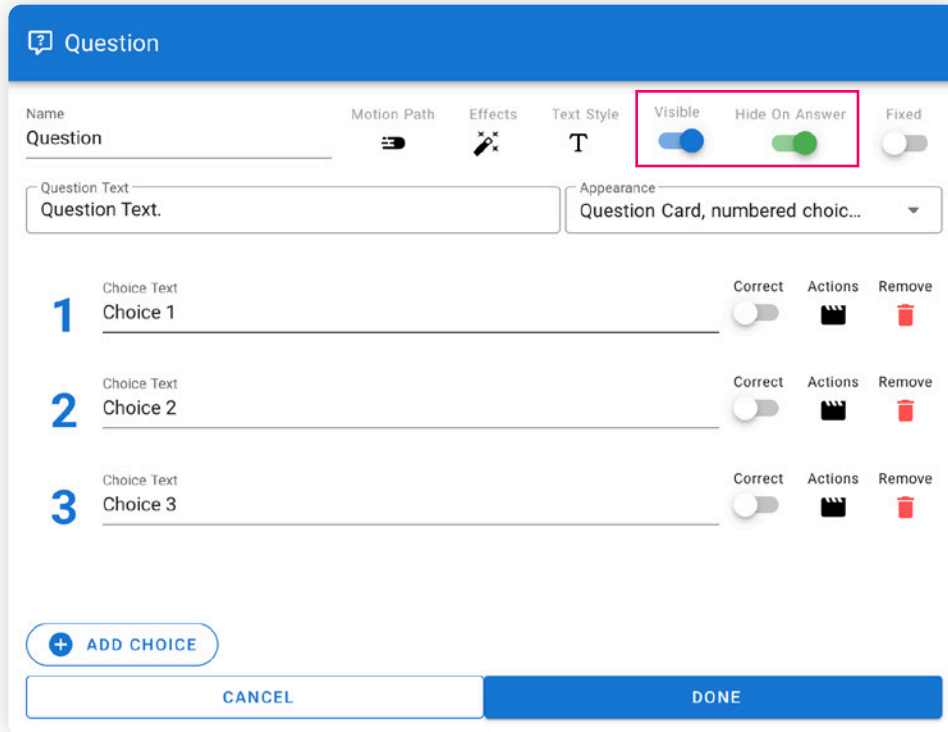 Question
Name
Motion Path
Effects
Text Style
Visible
Hide On Answer
Fixed
Question
Question Text
Appearance
Question Text.
Question Card, numbered choic...
1
Choice Text
Choice 1
Correct
Actions
Remove
2
Choice Text
Choice 2
Correct
Actions
Remove
3
Choice Text
Choice 3
Correct
Actions
Remove
ADD CHOICE
CANCEL
DONE